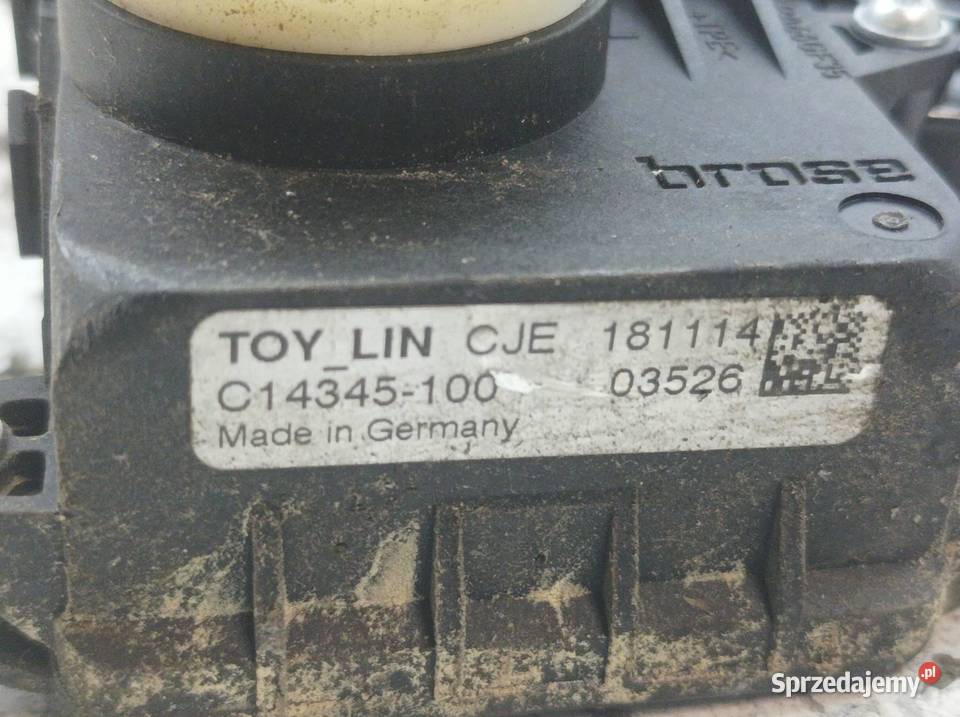 brose
TOY_LIN CJE 181114
C14345-100 03526
Made in Germany
Sprzedajemy.pl